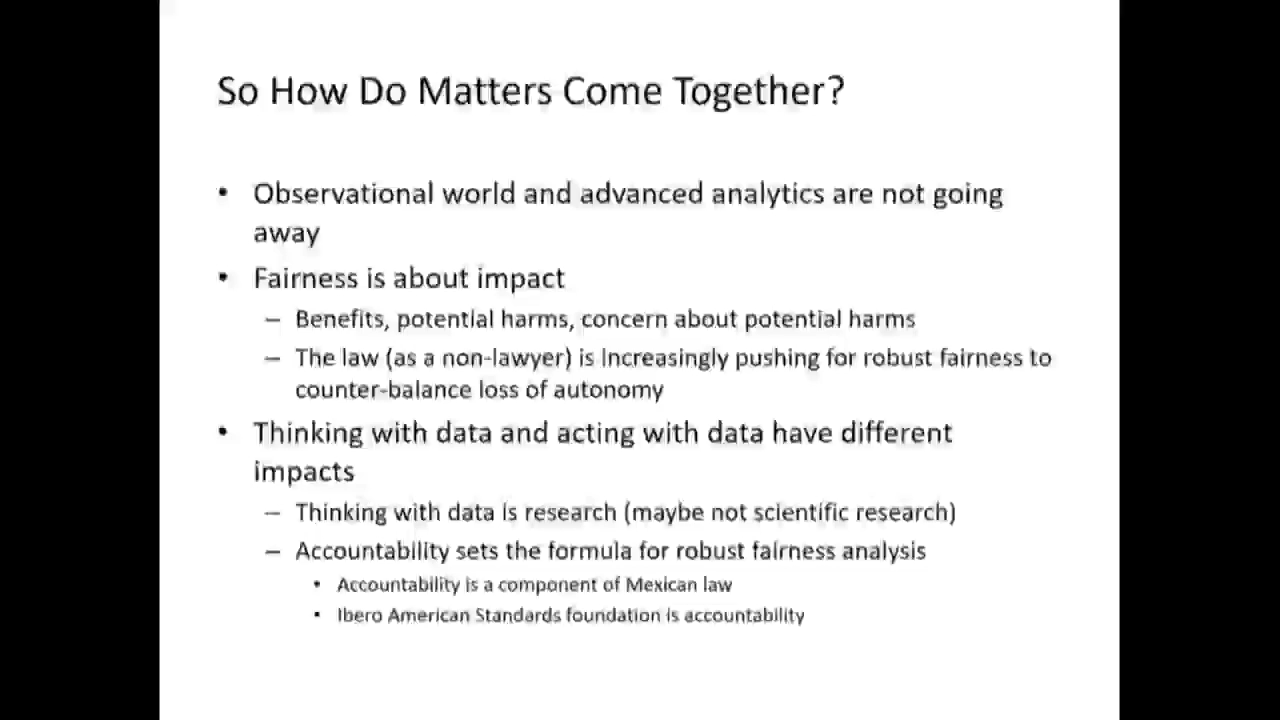 So How Do Matters Come Together?
• Observational world and advanced analytics are not going
away
• Fairness is about impact
– Benefits, potential harms, concern about potential harms
– The law (as a non-lawyer) is increasingly pushing for robust fairness to
counter-balance loss of autonomy
• Thinking with data and acting with data have different
impacts
– Thinking with data is research (maybe not scientific research)
– Accountability sets the formula for robust fairness analysis
• Accountability is a component of Mexican law
• Ibero American Standards foundation is accountability